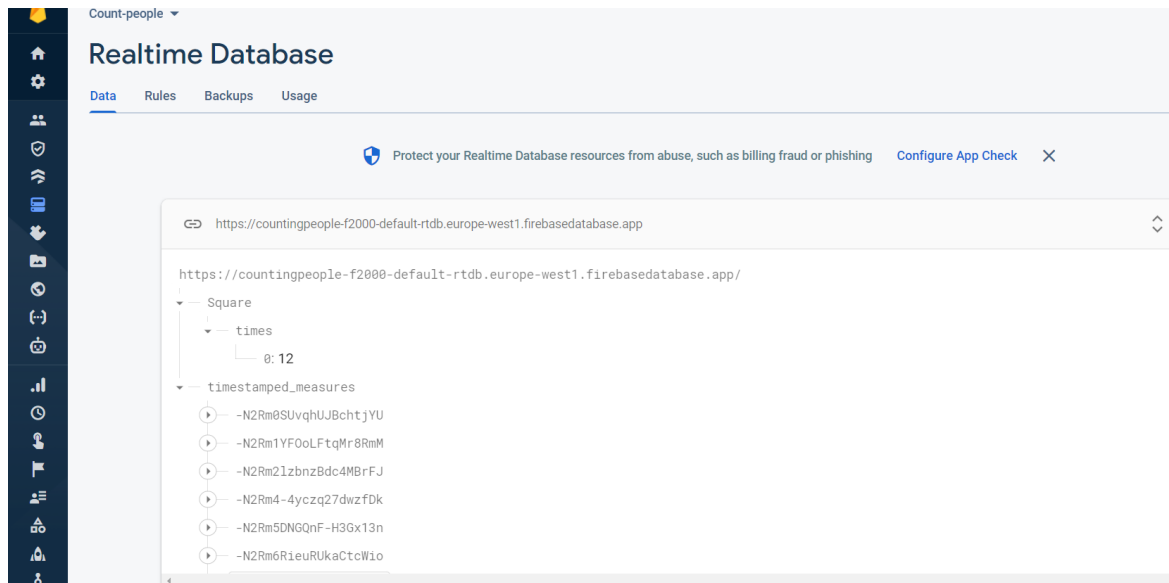 Count-people
Realtime Database
Data Rules Backups Usage
Protect your Realtime Database resources from abuse, such as billing fraud or phishing Configure App Check
https://countingpeople-f2000-default-rtdb.europe-west1.firebasedatabase.app
https://countingpeople-f2000-default-rtdb.europe-west1.firebasedatabase.app/
Square
times
0: 12
timestamped_measures
-N2Rm0SUvqhUJBchtjYU
-N2Rm1YFOoLFtqMr8RmM
-N2Rm2lzbnzBdc4MBrFJ
-N2Rm4-4yczq27dwzfDk
-N2Rm5DNGQnF-H3Gx13n
-N2Rm6RieuRUkaCtcWio